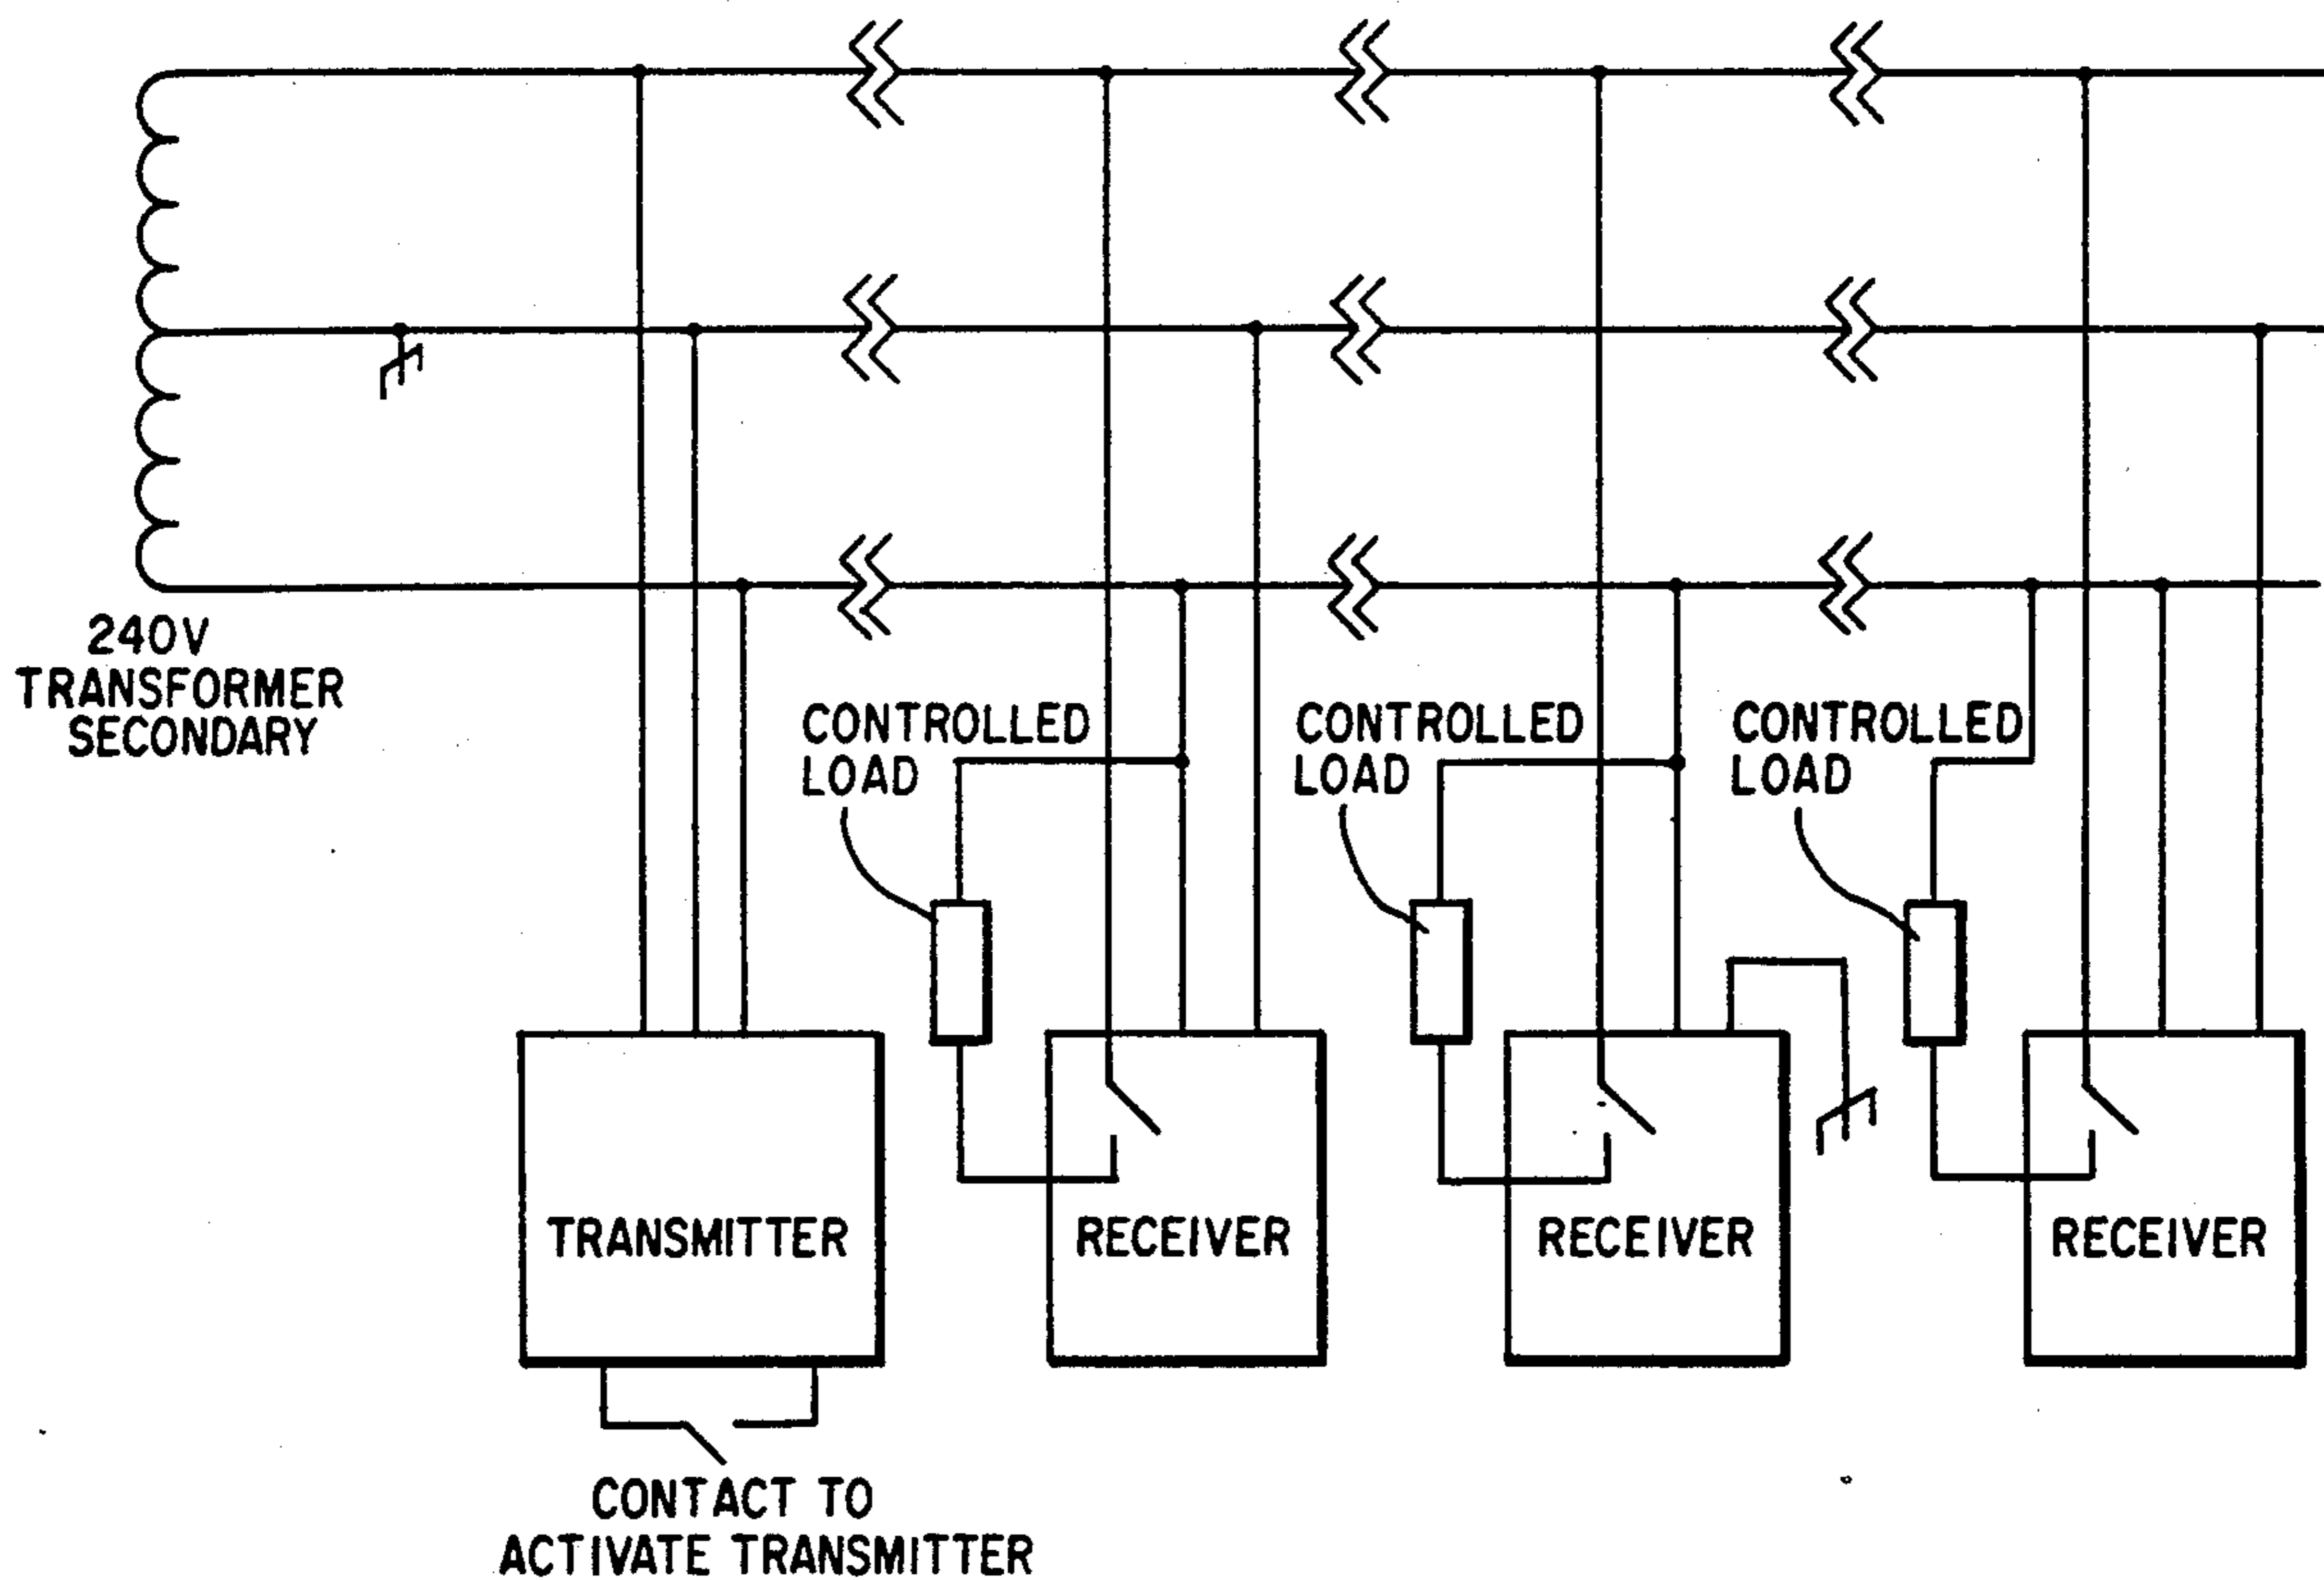 240V
TRANSFORMER
SECONDARY
CONTROLLED
LOAD
CONTROLLED
LOAD
CONTROLLED
LOAD
TRANSMITTER
RECEIVER
RECEIVER
RECEIVER
CONTACT TO
ACTIVATE TRANSMITTER